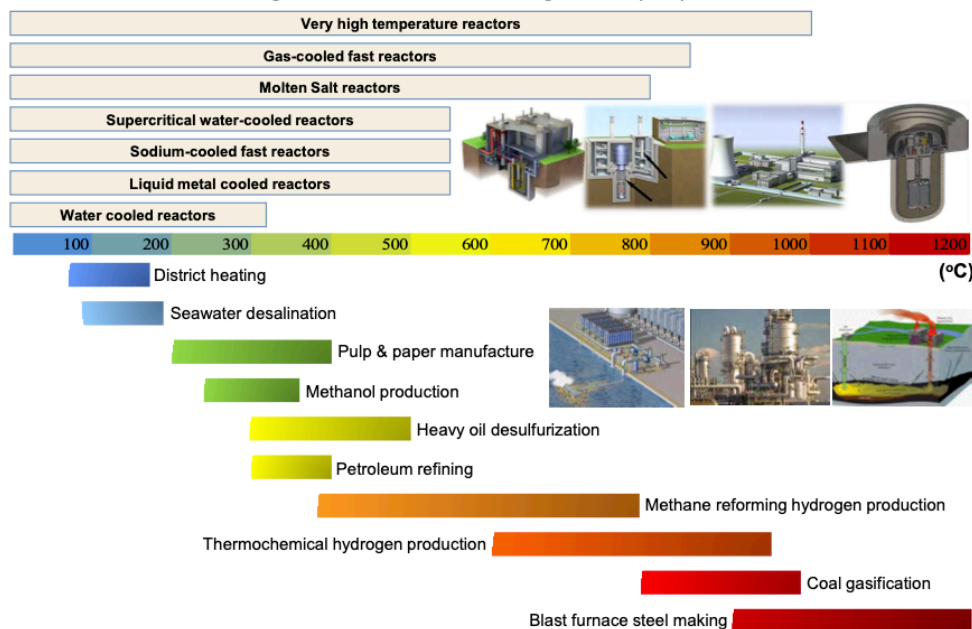 Very high temperature reactors
Gas-cooled fast reactors
Molten Salt reactors
Supercritical water-cooled reactors
Sodium-cooled fast reactors
Liquid metal cooled reactors
Water cooled reactors
100 200 300 400 500 600 700 800 900 1000 1100 1200
(°C)
District heating
Seawater desalination
Pulp & paper manufacture
Methanol production
Heavy oil desulfurization
Petroleum refining
Methane reforming hydrogen production
Thermochemical hydrogen production
Coal gasification
Blast furnace steel making